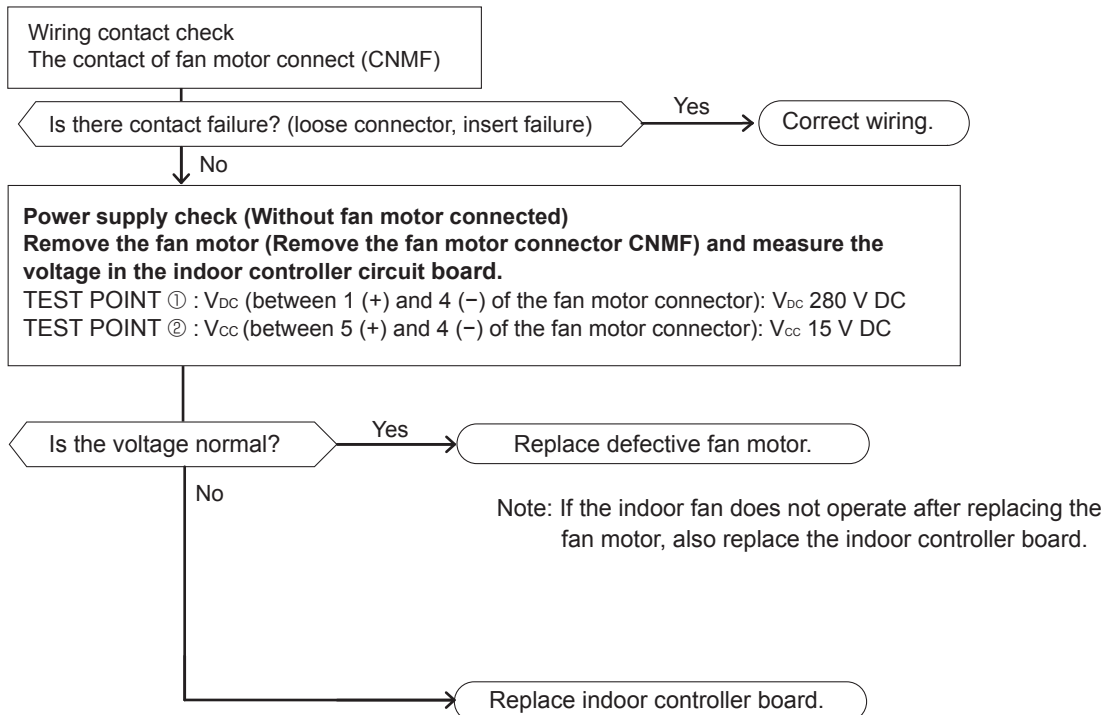 Wiring contact check
The contact of fan motor connect (CNMF)
Is there contact failure? (loose connector, insert failure)
Yes
Correct wiring.
No
Power supply check (Without fan motor connected)
Remove the fan motor (Remove the fan motor connector CNMF) and measure the
voltage in the indoor controller circuit board.
TEST POINT ① : VDC (between 1 (+) and 4 (−) of the fan motor connector): VDC 280 V DC
TEST POINT ② : VCC (between 5 (+) and 4 (−) of the fan motor connector): Vcc 15 V DC
Is the voltage normal?
Yes
Replace defective fan motor.
No
Note: If the indoor fan does not operate after replacing the
fan motor, also replace the indoor controller board.
Replace indoor controller board.